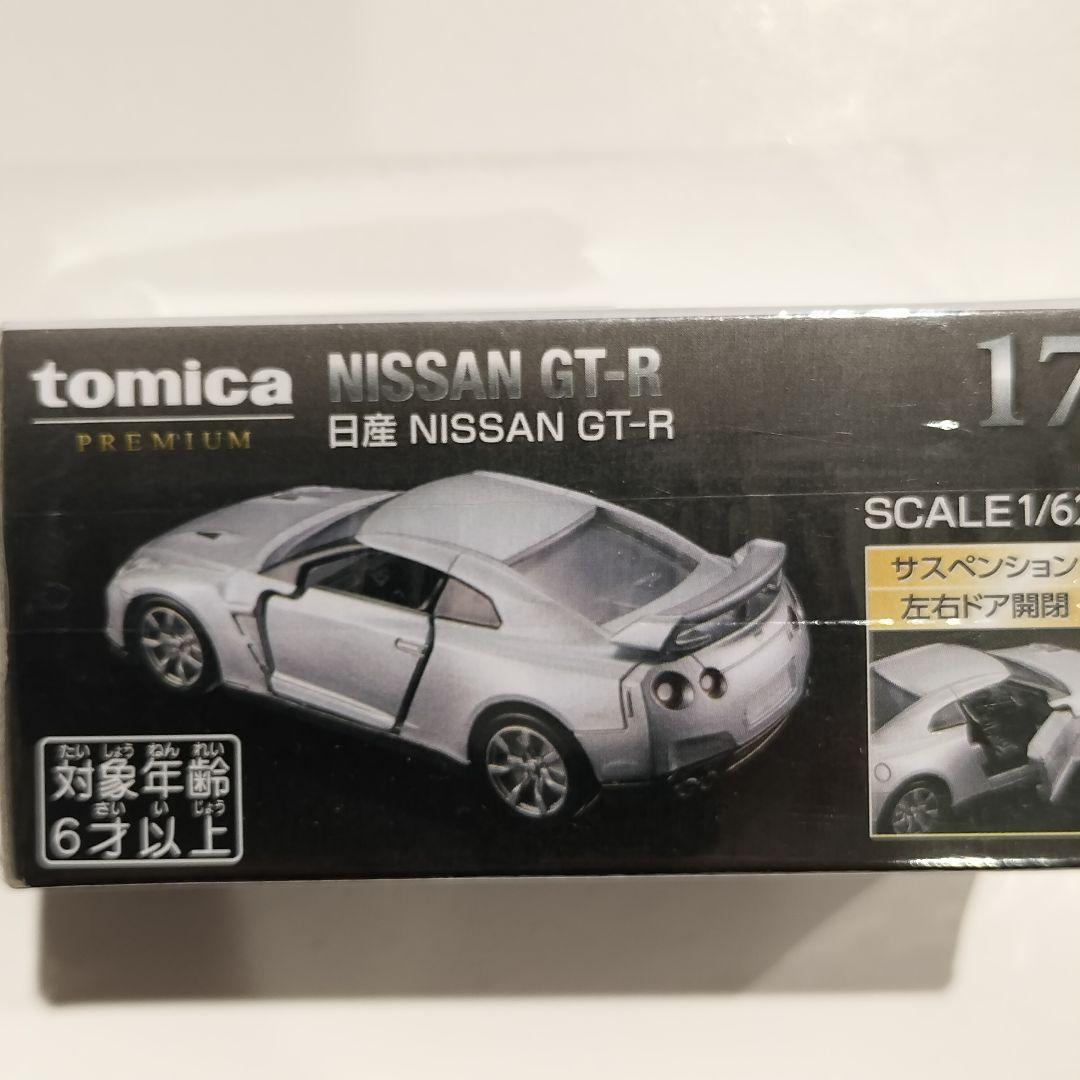 tomica
PREMIUM
NISSAN GT-R
日産 NISSAN GT-R
17
SCALE1/62
サスペンション
左右ドア開閉
たい しょう ねん れい
対象年齢
さい い じょう
6才以上